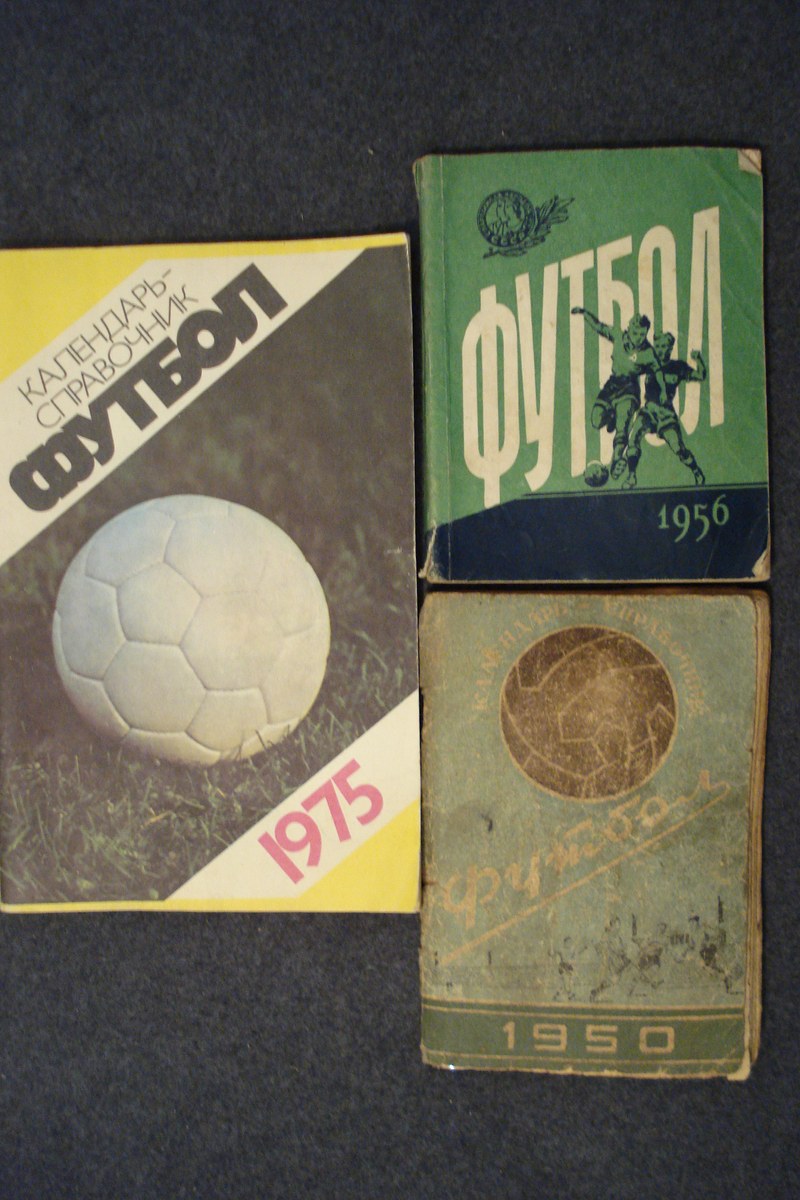 КАЛЕНДАРЬ-
СПРАВОЧНИК
ФУТБОЛ
1975
ФУТБОЛ
1956
КАЛЕНДАРЬ - СПРАВОЧНИК
Футбол
1950